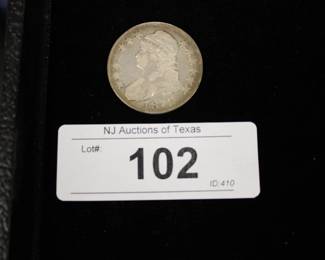 NJ Auctions of Texas
Lot#:
102
ID:410